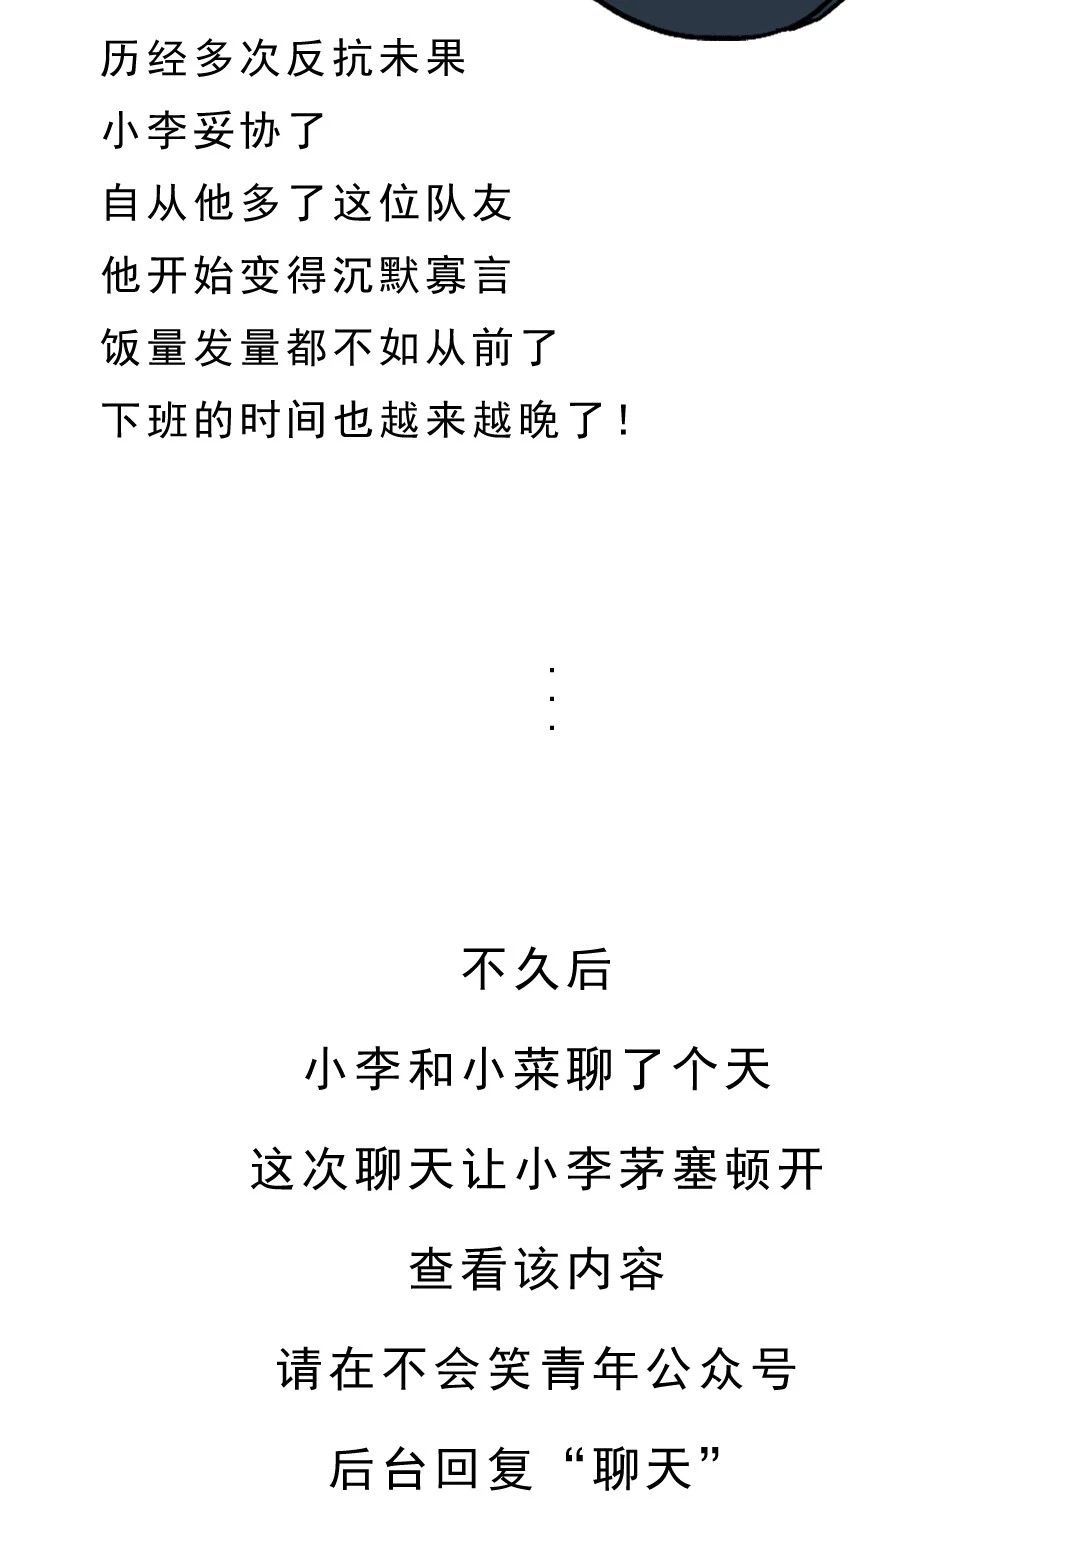 历经多次反抗未果
小李妥协了
自从他多了这位队友
他开始变得沉默寡言
饭量发量都不如从前了
下班的时间也越来越晚了！
.
.
.
不久后
小李和小菜聊了个天
这次聊天让小李茅塞顿开
查看该内容
请在不会笑青年公众号
后台回复“聊天”